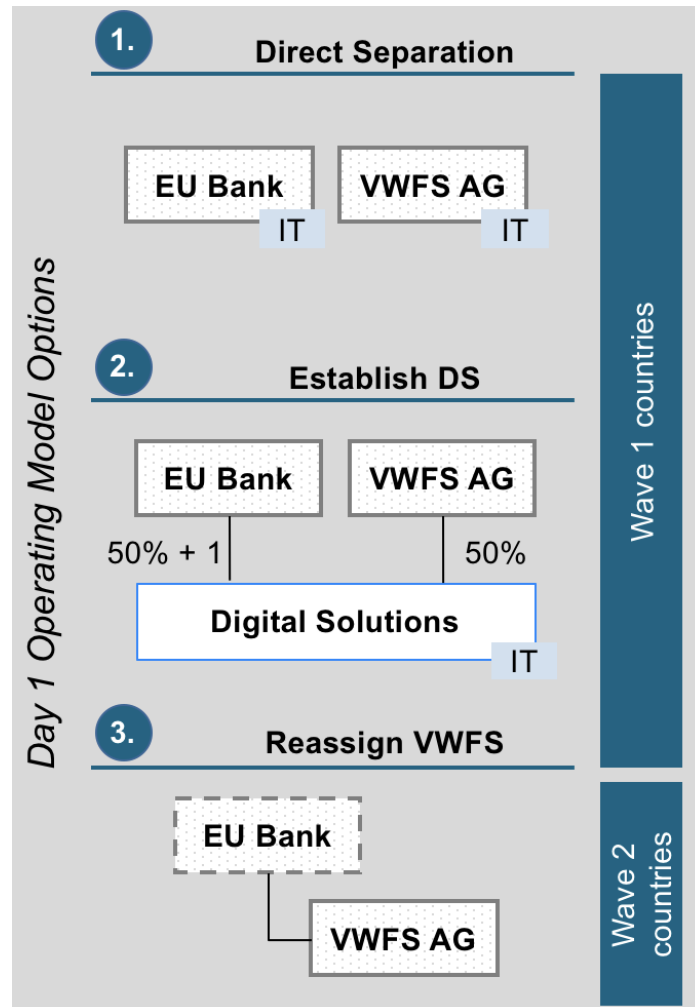 Day 1 Operating Model Options
1.
Direct Separation
EU Bank
IT
VWFS AG
IT
2.
Establish DS
EU Bank
VWFS AG
50% + 1
50%
Digital Solutions
IT
Wave 1 countries
3.
Reassign VWFS
EU Bank
VWFS AG
Wave 2
countries